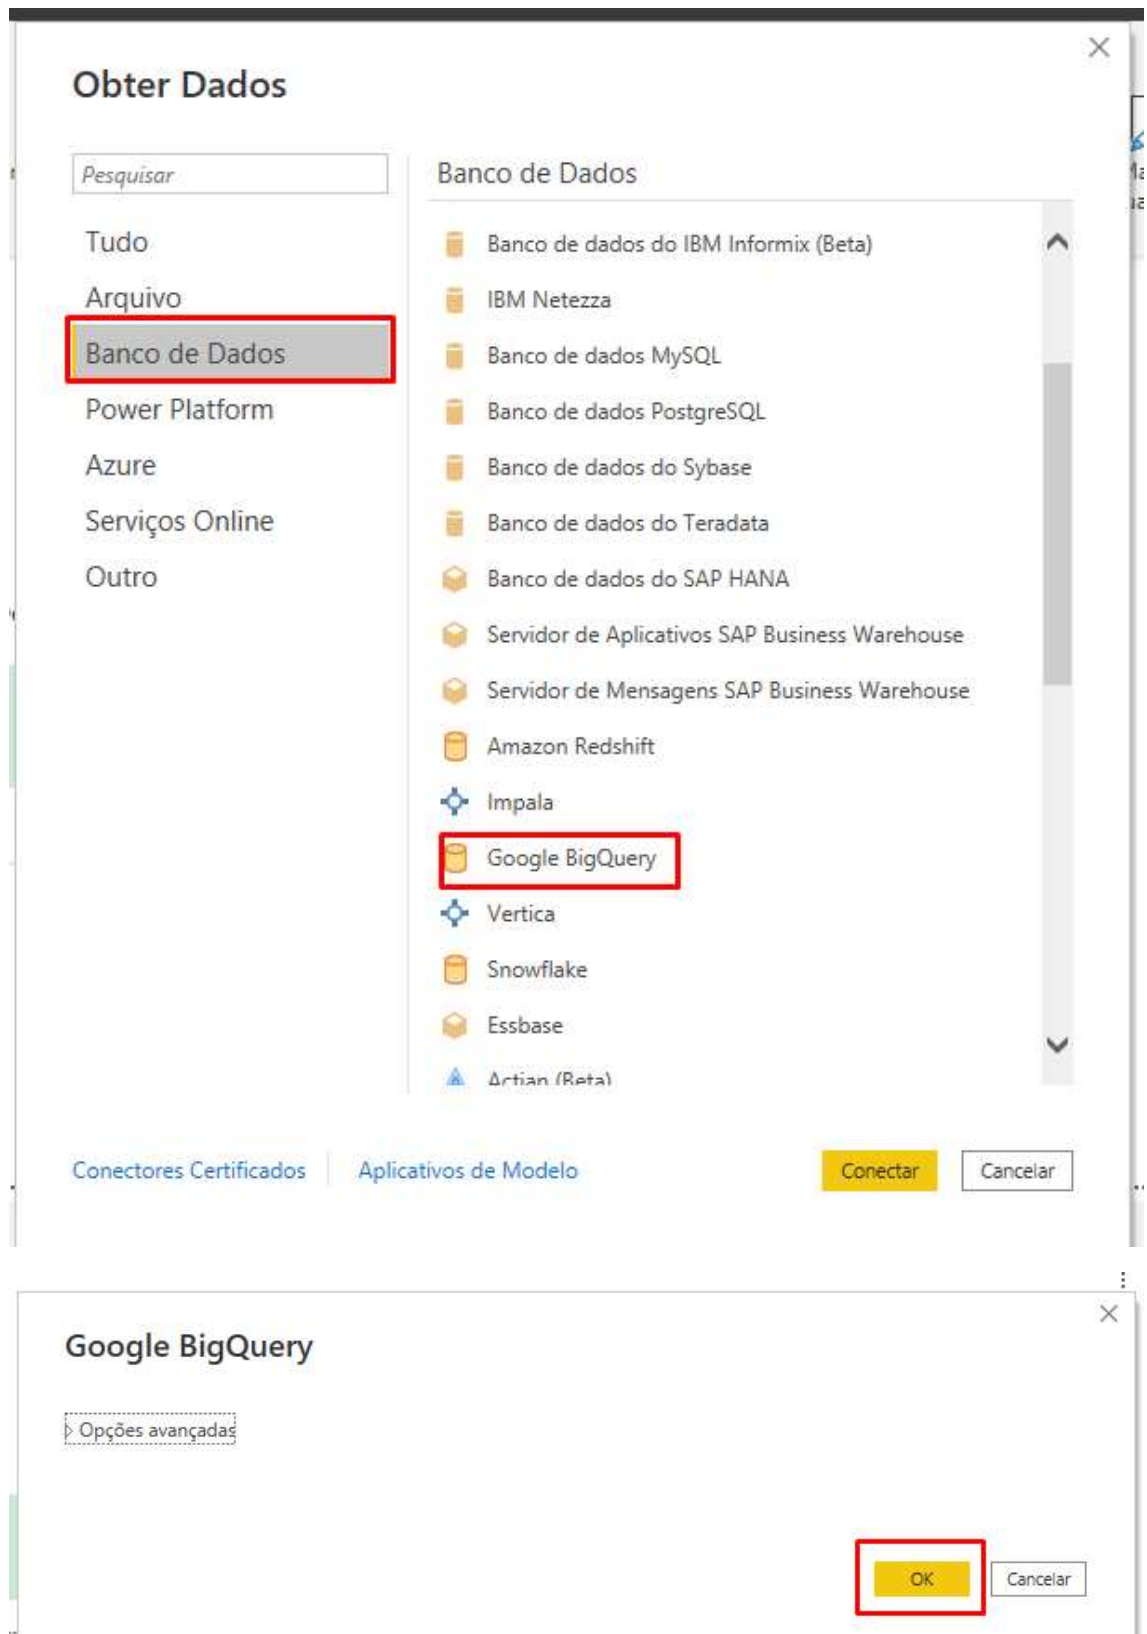 Obter Dados
Pesquisar
Tudo
Arquivo
Banco de Dados
Power Platform
Azure
Serviços Online
Outro
Banco de Dados
Banco de dados do IBM Informix (Beta)
IBM Netezza
Banco de dados MySQL
Banco de dados PostgreSQL
Banco de dados do Sybase
Banco de dados do Teradata
Banco de dados do SAP HANA
Servidor de Aplicativos SAP Business Warehouse
Servidor de Mensagens SAP Business Warehouse
Amazon Redshift
Impala
Google BigQuery
Vertica
Snowflake
Essbase
Actian (Beta)
Conectores Certificados
Aplicativos de Modelo
Conectar
Cancelar
Google BigQuery
Opções avançadas
OK
Cancelar